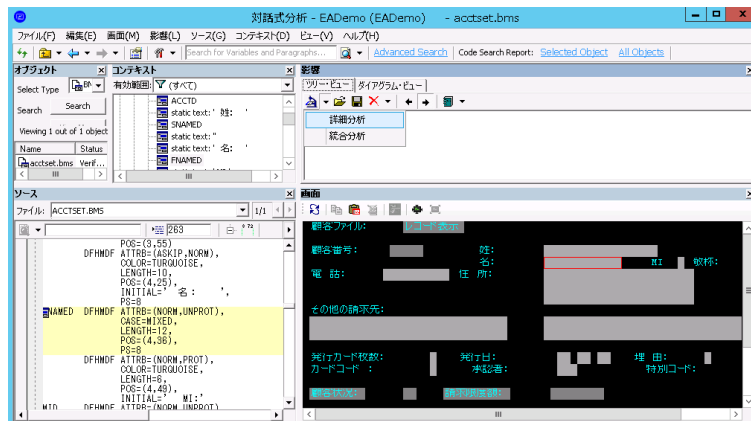 対話式分析 - EADemo (EADemo) - acctset.bms
ファイル(F) 編集(E) 画面(M) 影響(L) ソース(G) コンテキスト(D) ビュー(V) ヘルプ(H)
Search for Variables and Paragraphs... Advanced Search Code Search Report: Selected Object All Objects
オブジェクト
Select Type
Search Search
Viewing 1 out of 1 object
Name Status
acctset.bms Verif...
コンテキスト
有効範囲: (すべて)
ACCTD
static text: ' 姓: '
SNAMED
static text: ''
static text: ' 名: '
FNAMED
影響
ツリー・ビュー ダイアグラム・ビュー
詳細分析
統合分析
ソース
ファイル: ACCTSET.BMS 1/1
263
POS=(3,55)
DFHMDF ATTRB=(ASKIP,NORM),
COLOR=TURQUOISE,
LENGTH=10,
POS=(4,25),
INITIAL=' 名: ',
PS=8
NAMED DFHMDF ATTRB=(NORM,UNPROT),
CASE=MIXED,
LENGTH=12,
POS=(4,36),
PS=8
DFHMDF ATTRB=(NORM,PROT),
COLOR=TURQUOISE,
LENGTH=6,
POS=(4,49),
INITIAL=' MI:'
MID DFHMDF ATTRB=(NORM,UNPROT)
画面
顧客ファイル: レコード表示
顧客番号: 姓:
名: MI 敬称:
電 話: 住 所:
その他の請求先:
発行カード枚数: 発行日: 理 由:
カードコード : 承認者: 特別コード:
顧客状況: 請求限度額: